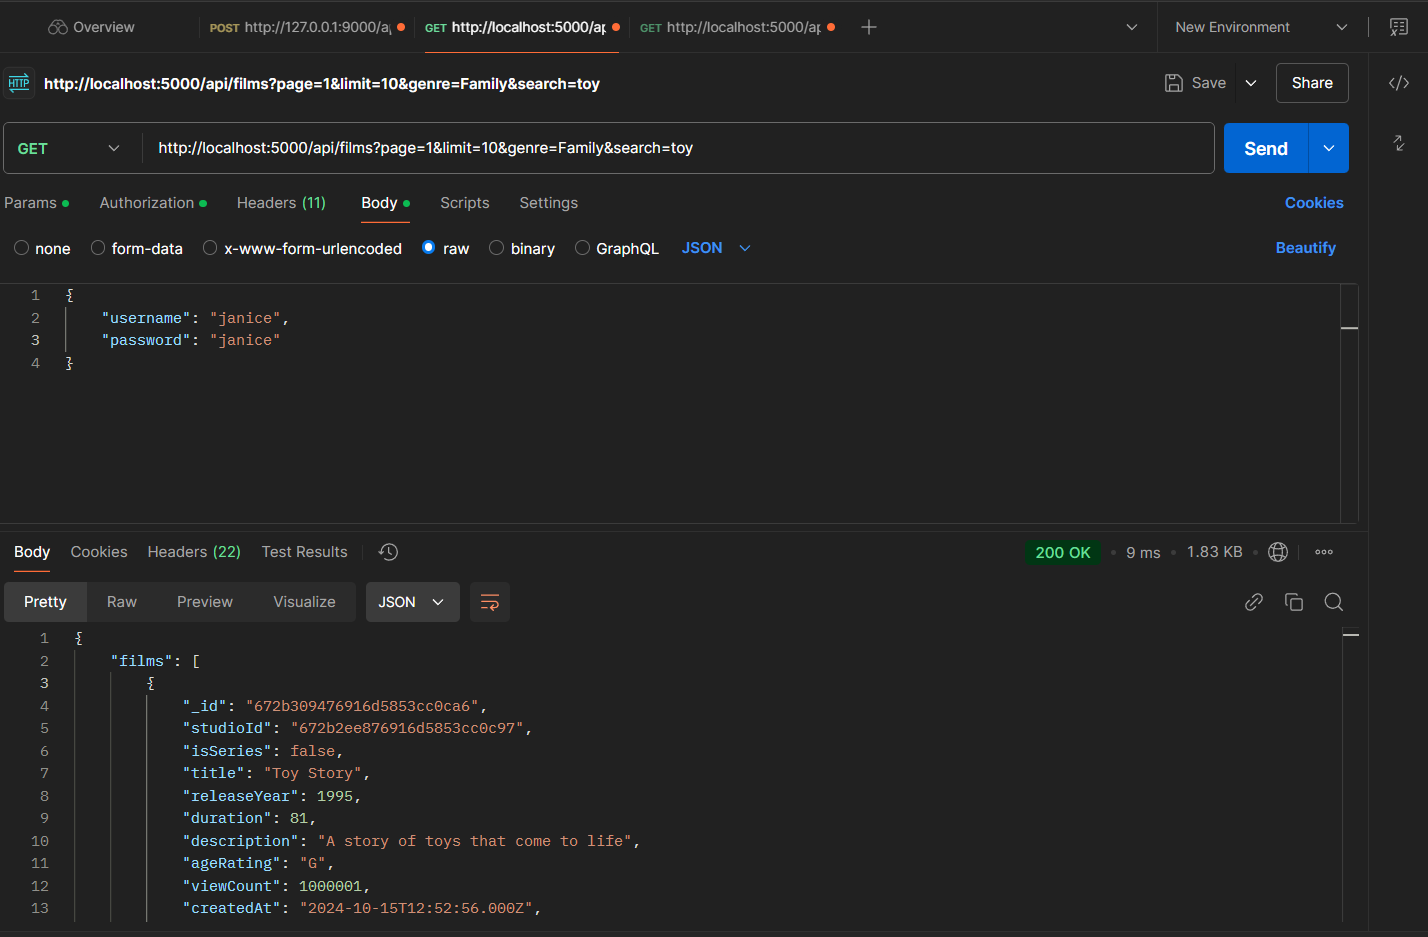 Overview POST http://127.0.0.1:9000/a GET http://localhost:5000/ap GET http://localhost:5000/ap New Environment
HTTP http://localhost:5000/api/films?page=1&limit=10&genre=Family&search=toy Save Share
GET http://localhost:5000/api/films?page=1&limit=10&genre=Family&search=toy Send
Params Authorization Headers (11) Body Scripts Settings Cookies
none form-data x-www-form-urlencoded raw binary GraphQL JSON Beautify
1 {
2 "username": "janice",
3 "password": "janice"
4 }
Body Cookies Headers (22) Test Results 200 OK 9 ms 1.83 KB
Pretty Raw Preview Visualize JSON
1 {
2 "films": [
3 {
4 "_id": "672b309476916d5853cc0ca6",
5 "studioId": "672b2ee876916d5853cc0c97",
6 "isSeries": false,
7 "title": "Toy Story",
8 "releaseYear": 1995,
9 "duration": 81,
10 "description": "A story of toys that come to life",
11 "ageRating": "G",
12 "viewCount": 1000001,
13 "createdAt": "2024-10-15T12:52:56.000Z",